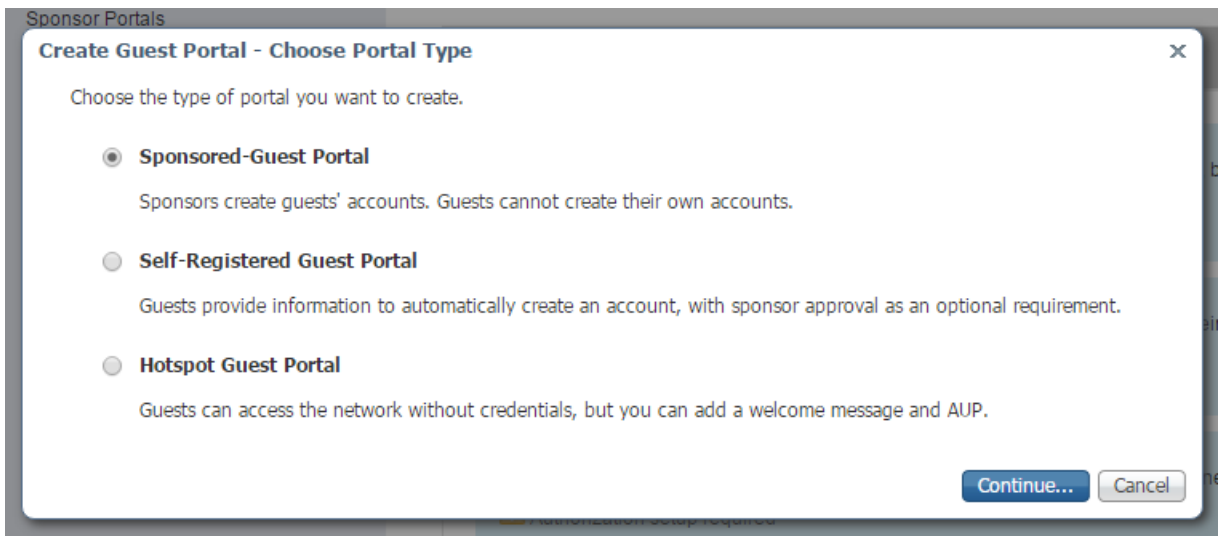 Sponsor Portals
Create Guest Portal - Choose Portal Type
Choose the type of portal you want to create.
Sponsored-Guest Portal
Sponsors create guests' accounts. Guests cannot create their own accounts.
Self-Registered Guest Portal
Guests provide information to automatically create an account, with sponsor approval as an optional requirement.
Hotspot Guest Portal
Guests can access the network without credentials, but you can add a welcome message and AUP.
Continue... Cancel
Authorization setup required